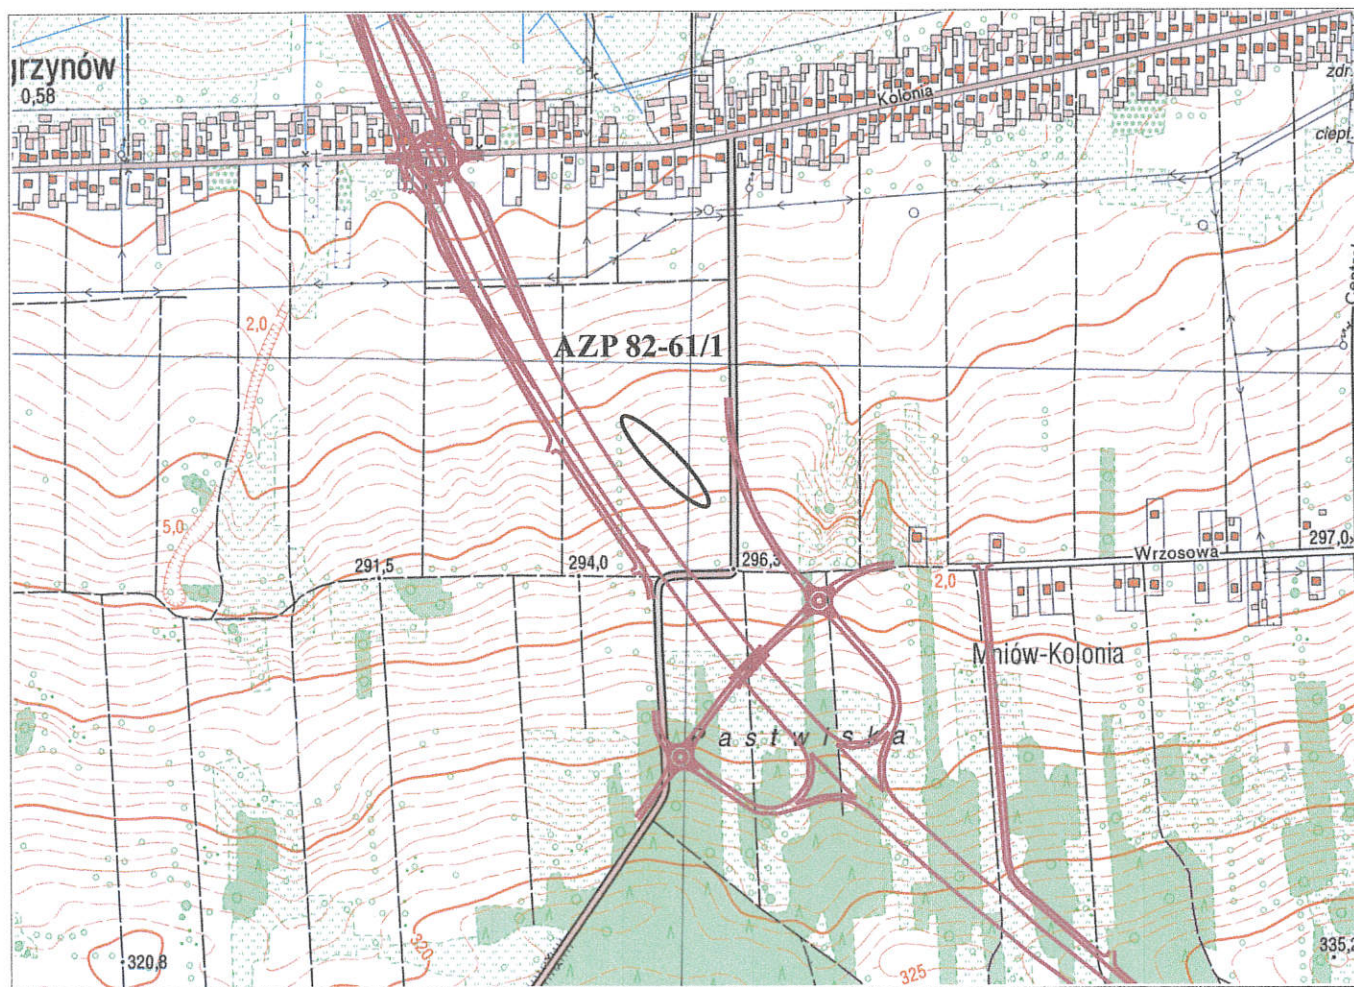 rzynów
0,58
Kolonia
zdr.
ciepł.
2,0
AZP 82-61/1
5,0
291,5
294,0
296,3
2,0
Wrzosowa
297,0
Mniów-Kolonia
Pastwiska
320,8
320
325
335,2